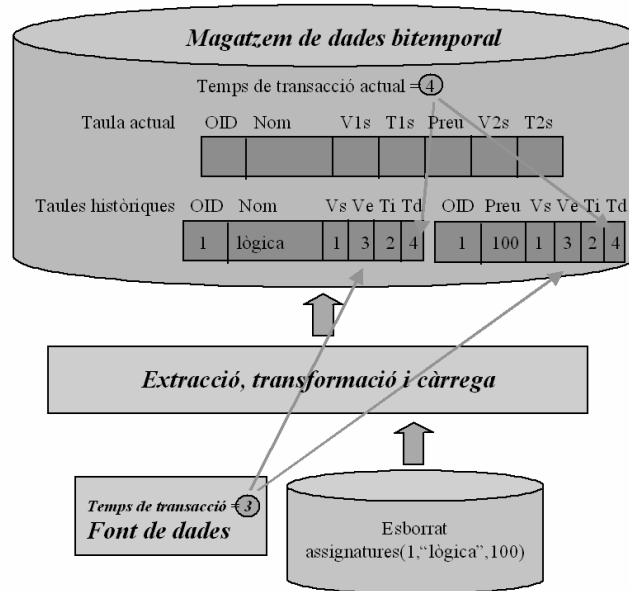 Magatzem de dades bitemporal
Temps de transacció actual = 4
Taula actual OID Nom V1s T1s Preu V2s T2s
Taules històriques OID Nom Vs Ve Ti Td OID Preu Vs Ve Ti Td
1 lògica 1 3 2 4 1 100 1 3 2 4
Extracció, transformació i càrrega
Temps de transacció = 3
Font de dades
Esborrat
assignatures(1,“lògica”,100)